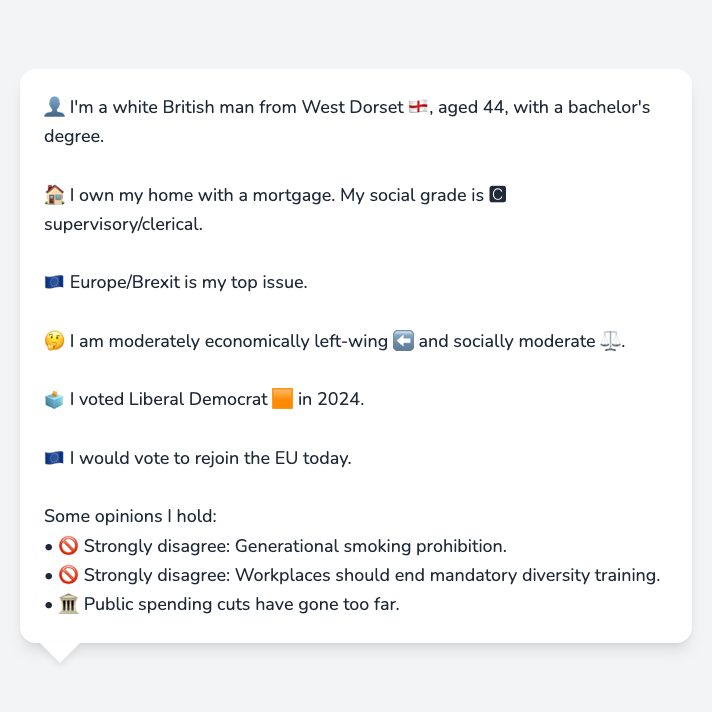 👤 I'm a white British man from West Dorset 🏴󠁧󠁢󠁥󠁮󠁧󠁿, aged 44, with a bachelor's
degree.
🏠 I own my home with a mortgage. My social grade is 🅲
supervisory/clerical.
🇪🇺 Europe/Brexit is my top issue.
🤔 I am moderately economically left-wing ⬅️ and socially moderate ⚖️.
🗳️ I voted Liberal Democrat 🟧 in 2024.
🇪🇺 I would vote to rejoin the EU today.
Some opinions I hold:
• 🚫 Strongly disagree: Generational smoking prohibition.
• 🚫 Strongly disagree: Workplaces should end mandatory diversity training.
• 🏛️ Public spending cuts have gone too far.